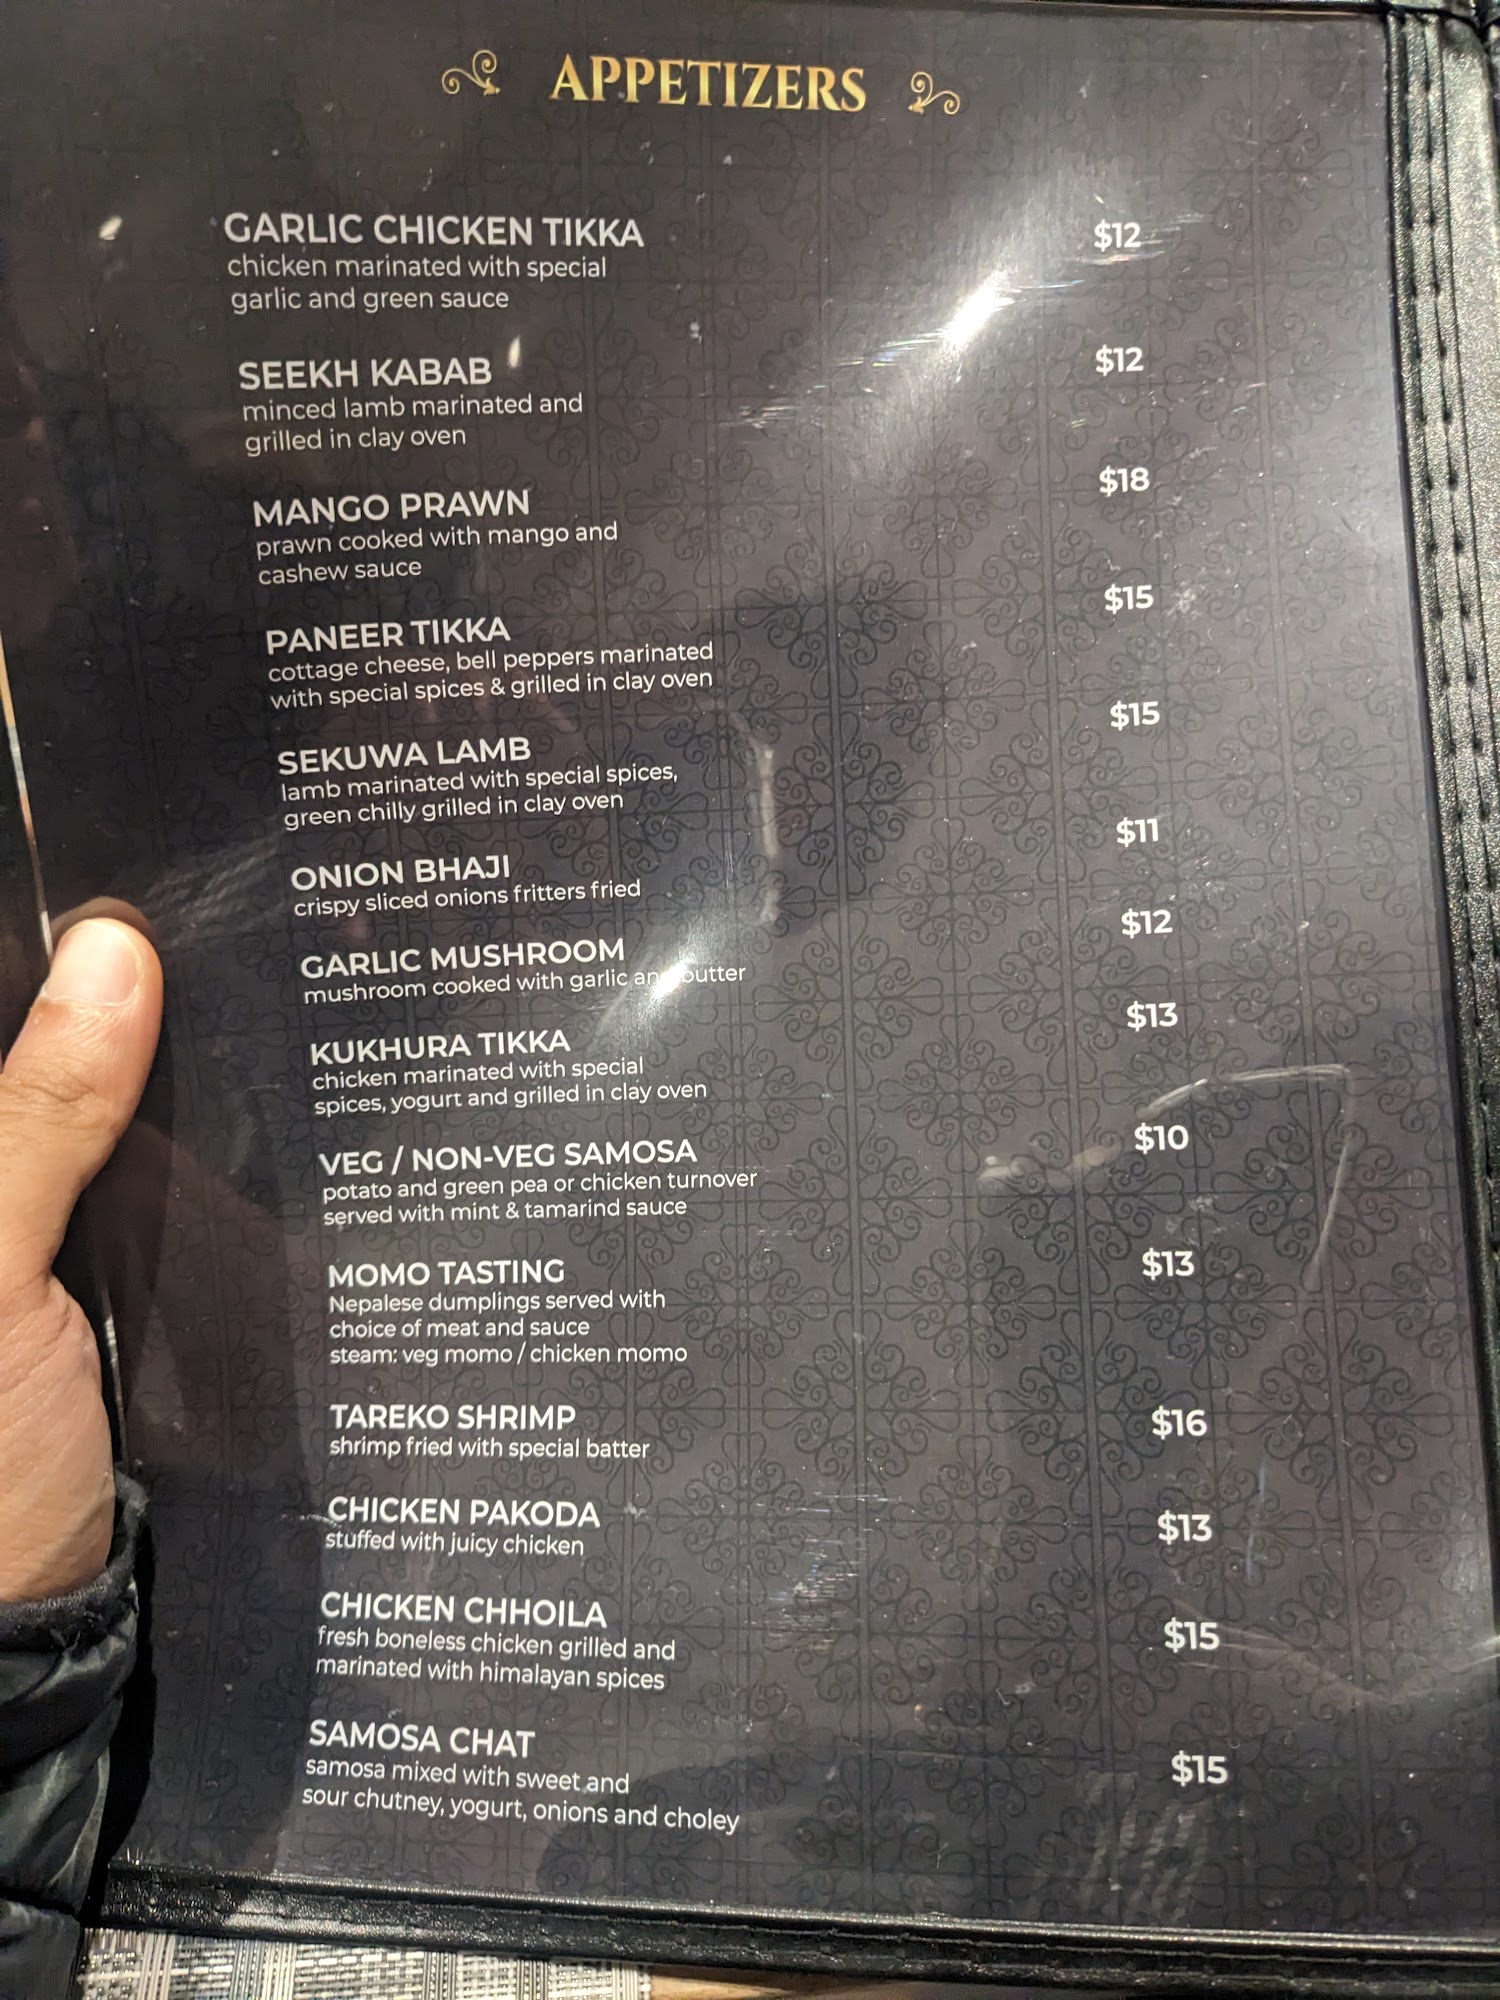 APPETIZERS
GARLIC CHICKEN TIKKA $12
chicken marinated with special
garlic and green sauce
SEEKH KABAB $12
minced lamb marinated and
grilled in clay oven
MANGO PRAWN $18
prawn cooked with mango and
cashew sauce
PANEER TIKKA $15
cottage cheese, bell peppers marinated
with special spices & grilled in clay oven
SEKUWA LAMB $15
lamb marinated with special spices,
green chilly grilled in clay oven
ONION BHAJI $11
crispy sliced onions fritters fried
GARLIC MUSHROOM $12
mushroom cooked with garlic and butter
KUKHURA TIKKA $13
chicken marinated with special
spices, yogurt and grilled in clay oven
VEG / NON-VEG SAMOSA $10
potato and green pea or chicken turnover
served with mint & tamarind sauce
MOMO TASTING $13
Nepalese dumplings served with
choice of meat and sauce
steam: veg momo / chicken momo
TAREKO SHRIMP $16
shrimp fried with special batter
CHICKEN PAKODA $13
stuffed with juicy chicken
CHICKEN CHHOILA $15
fresh boneless chicken grilled and
marinated with himalayan spices
SAMOSA CHAT $15
samosa mixed with sweet and
sour chutney, yogurt, onions and choley